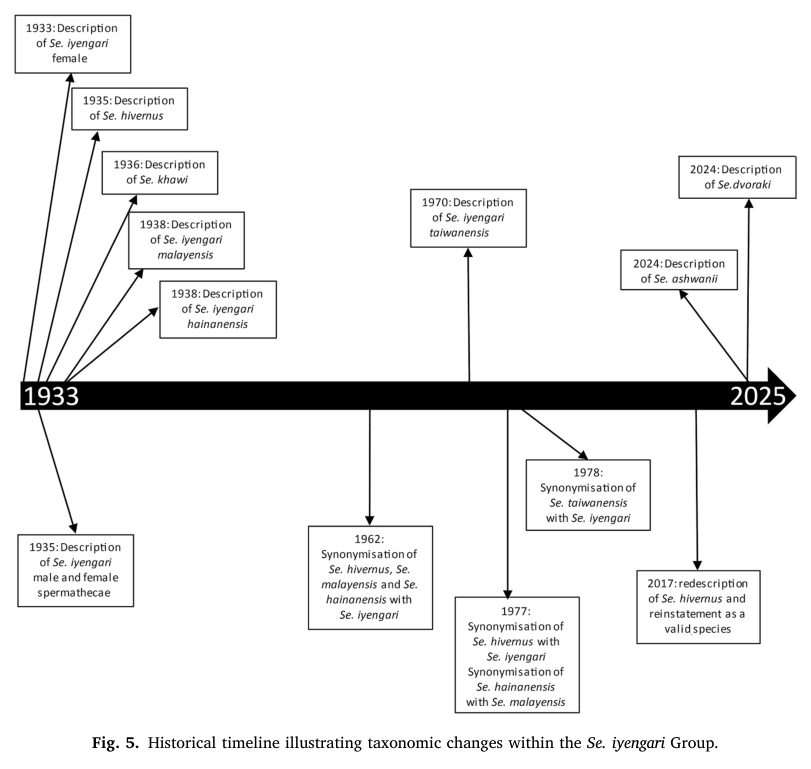 1933: Description
of Se. iyengari
female
1935: Description
of Se. hivernus
1936: Description
of Se. khawi
1938: Description
of Se. iyengari
malayensis
1938: Description
of Se. iyengari
hainanensis
1970: Description
of Se. iyengari
taiwanensis
2024: Description
of Se.dvoraki
2024: Description
of Se. ashwanii
1933
2025
1935: Description
of Se. iyengari
male and female
spermathecae
1962:
Synonymisation of
Se. hivernus, Se.
malayensis and Se.
hainanensis with
Se. iyengari
1977:
Synonymisation of
Se. hivernus with
Se. iyengari
Synonymisation of
Se. hainanensis
with Se. malayensis
1978:
Synonymisation of
Se. taiwanensis
with Se. iyengari
2017: redescription
of Se. hivernus and
reinstatement as a
valid species
Fig. 5. Historical timeline illustrating taxonomic changes within the Se. iyengari Group.